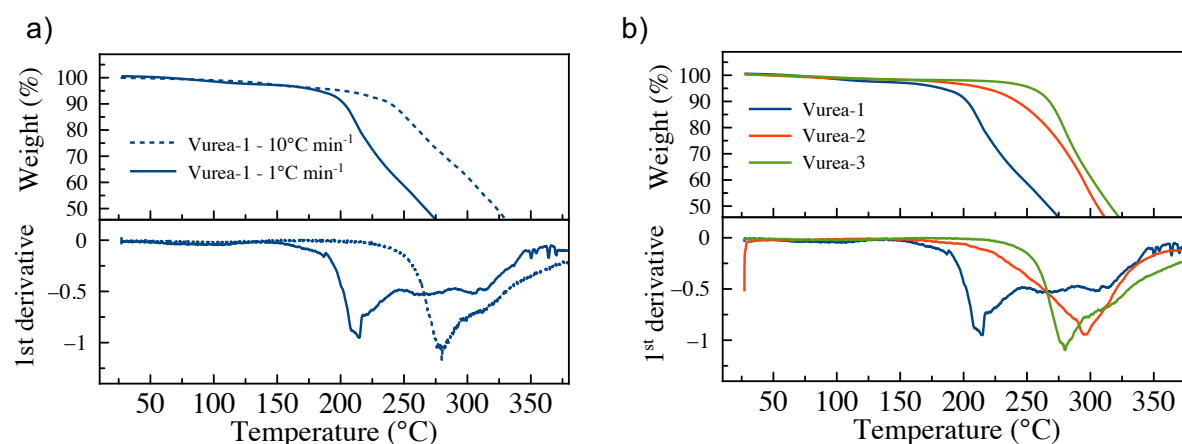 a)
Weight (%)
100
90
80
70
60
50
Vurea-1 - 10°C min⁻¹
Vurea-1 - 1°C min⁻¹
1st derivative
0
−0.5
−1
50 100 150 200 250 300 350
Temperature (°C)
b)
Weight (%)
100
90
80
70
60
50
Vurea-1
Vurea-2
Vurea-3
1ˢᵗ derivative
0
−0.5
−1
50 100 150 200 250 300 350
Temperature (°C)